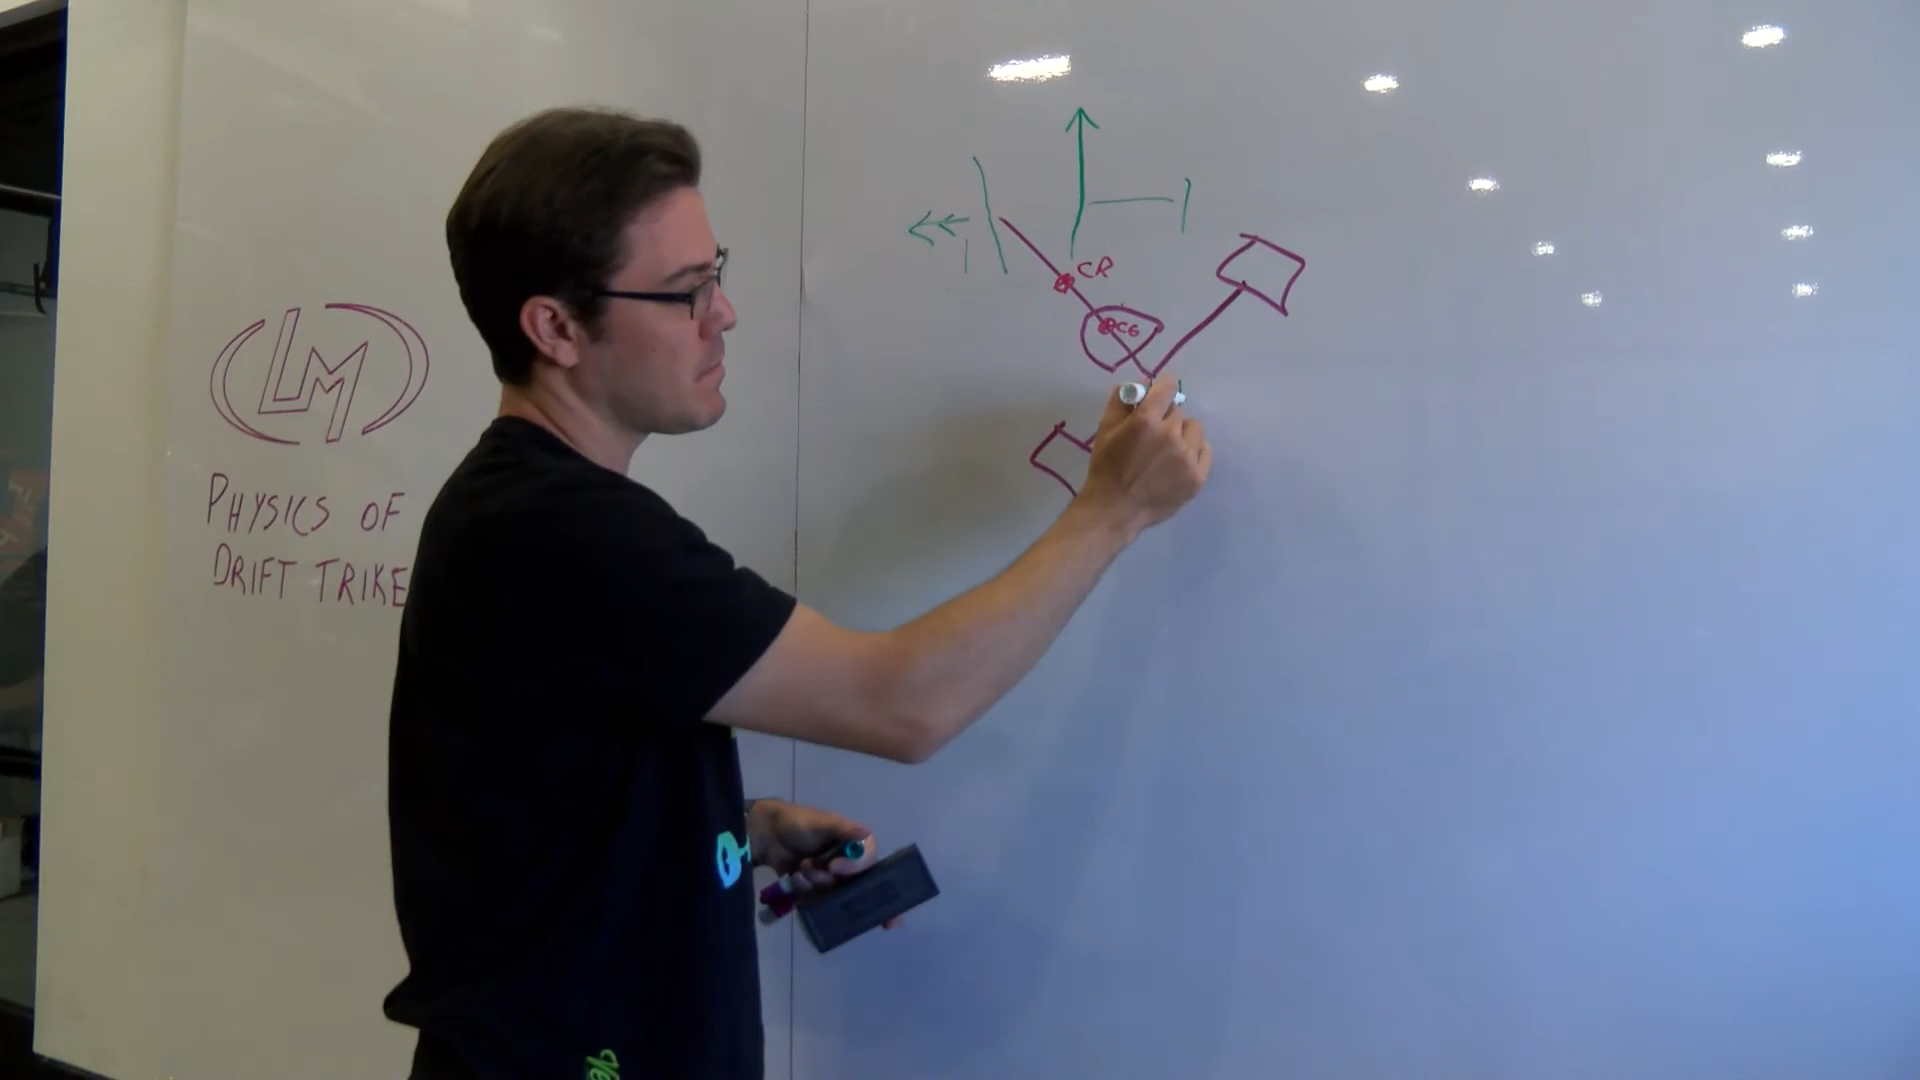 LM
PHYSICS OF
DRIFT TRIKE
CR
CG